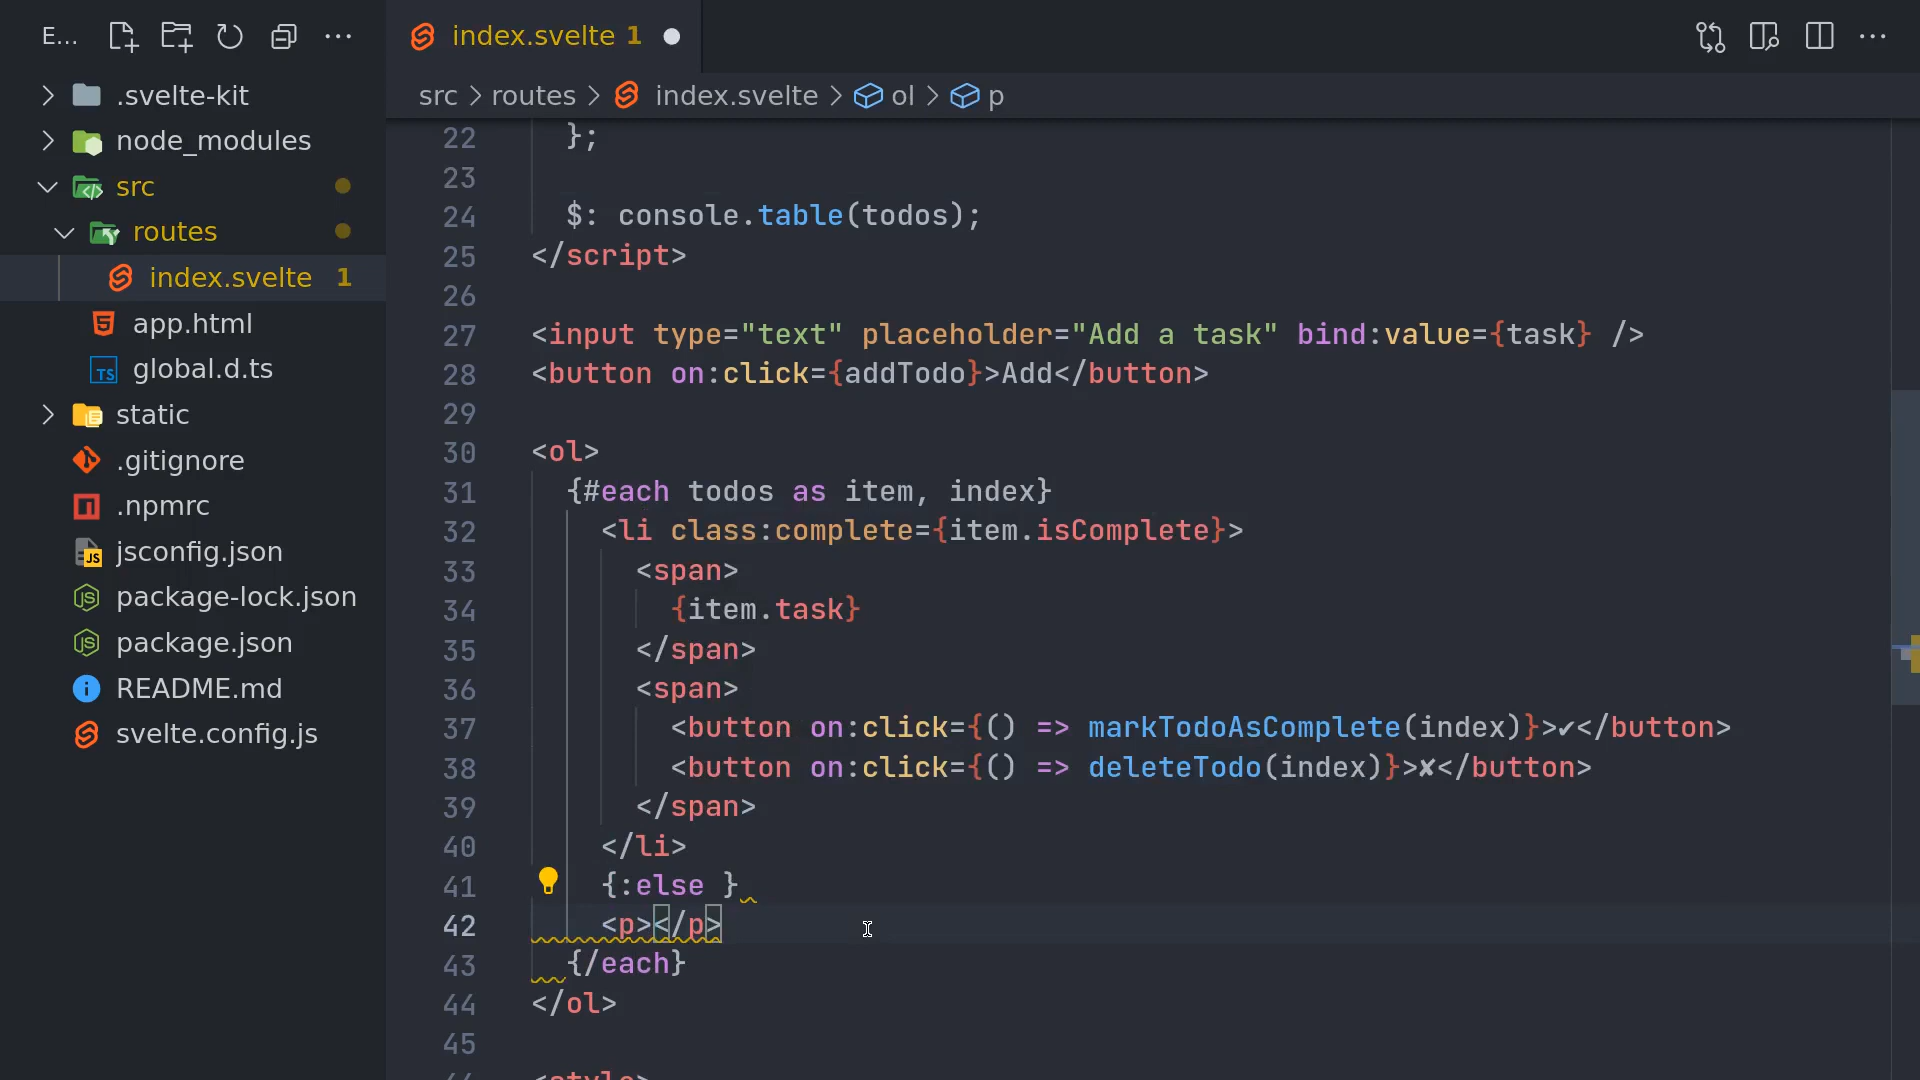 E...
index.svelte 1
src > routes > index.svelte > ol > p
.svelte-kit
node_modules
src
routes
index.svelte 1
app.html
global.d.ts
static
.gitignore
.npmrc
jsconfig.json
package-lock.json
package.json
README.md
svelte.config.js
22 };
23
24 $: console.table(todos);
25 </script>
26
27 <input type="text" placeholder="Add a task" bind:value={task} />
28 <button on:click={addTodo}>Add</button>
29
30 <ol>
31 {#each todos as item, index}
32 <li class:complete={item.isComplete}>
33 <span>
34 {item.task}
35 </span>
36 <span>
37 <button on:click={() => markTodoAsComplete(index)}>✔</button>
38 <button on:click={() => deleteTodo(index)}>✘</button>
39 </span>
40 </li>
41 {:else }
42 <p></p>
43 {/each}
44 </ol>
45
46 <style>